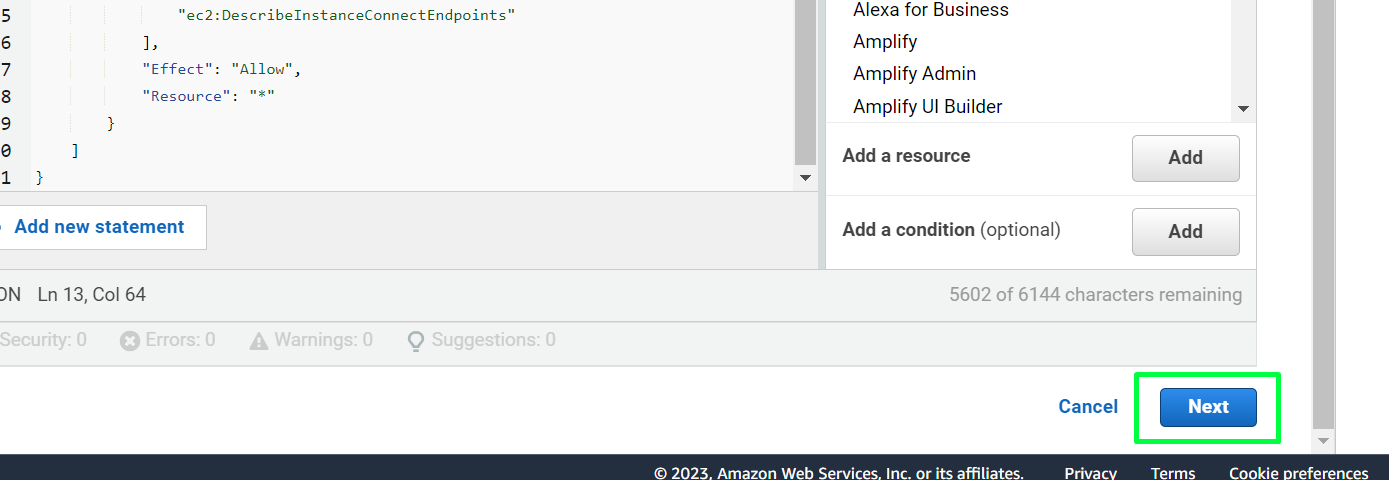 5 "ec2:DescribeInstanceConnectEndpoints"
6 ],
7 "Effect": "Allow",
8 "Resource": "*"
9 }
0 ]
1 }
Add new statement
Alexa for Business
Amplify
Amplify Admin
Amplify UI Builder
Add a resource Add
Add a condition (optional) Add
ON Ln 13, Col 64 5602 of 6144 characters remaining
Security: 0 Errors: 0 Warnings: 0 Suggestions: 0
Cancel Next
© 2023, Amazon Web Services, Inc. or its affiliates. Privacy Terms Cookie preferences